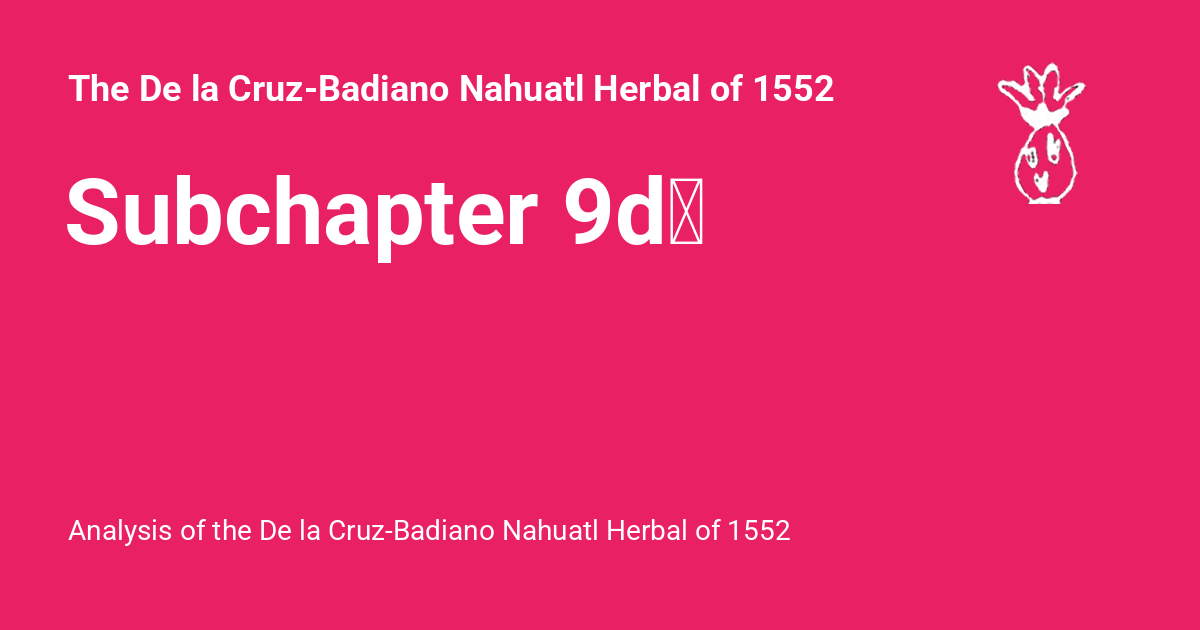 The De la Cruz-Badiano Nahuatl Herbal of 1552
Subchapter 9d
Analysis of the De la Cruz-Badiano Nahuatl Herbal of 1552